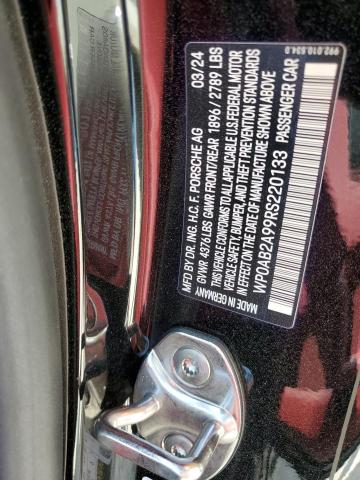 992.010.534.D
MFD BY DR. ING. H.C. F. PORSCHE AG 03/24
GVWR 4376 LBS GAWR FRONT/REAR 1896 / 2789 LBS
THIS VEHICLE CONFORMS TO ALL APPLICABLE U.S. FEDERAL MOTOR
VEHICLE SAFETY, BUMPER, AND THEFT PREVENTION STANDARDS
IN EFFECT ON THE DATE OF MANUFACTURE SHOWN ABOVE
WP0AB2A99RS220133 PASSENGER CAR
MADE IN GERMANY